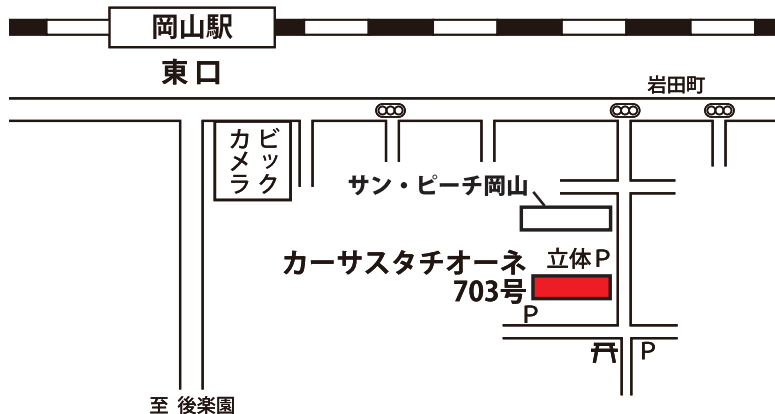 岡山駅
東口
岩田町
ビック
カメラ
サン・ピーチ岡山
カーサスタチオーネ
703号
立体P
P
P
至 後楽園